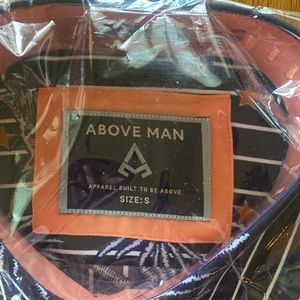 ABOVE MAN
APPAREL BUILT TO BE ABOVE
SIZE: S